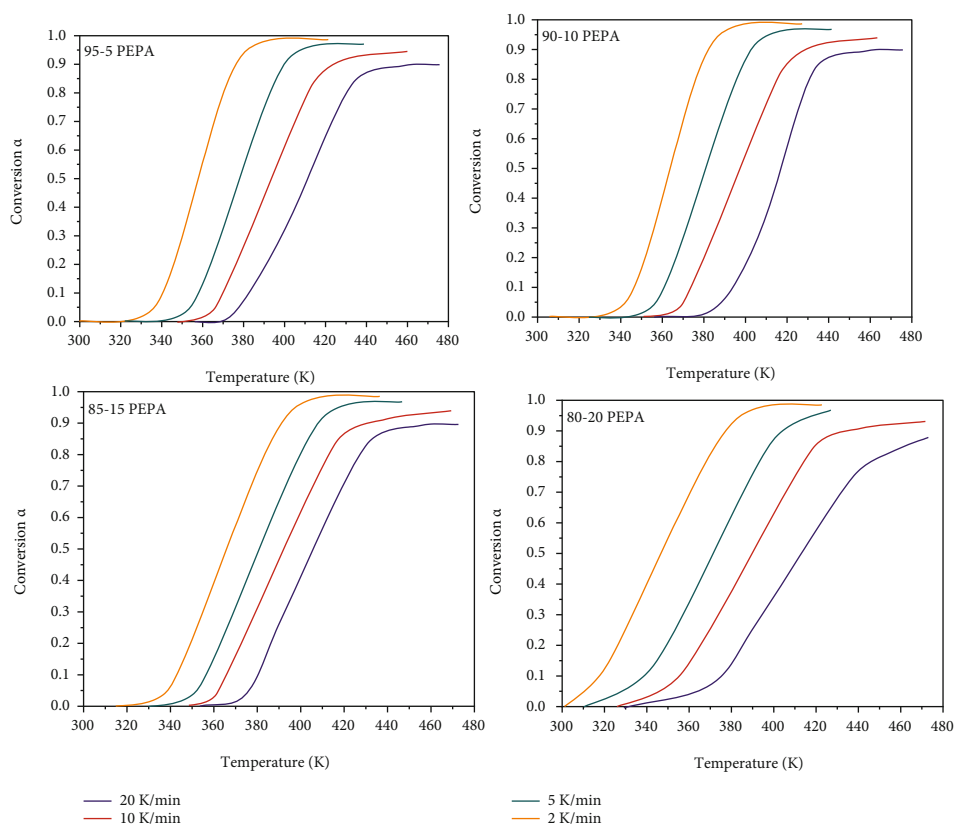 95-5 PEPA
1.0
0.9
0.8
0.7
0.6
0.5
0.4
0.3
0.2
0.1
0.0
Conversion α
300 320 340 360 380 400 420 440 460 480
Temperature (K)
90-10 PEPA
1.0
0.9
0.8
0.7
0.6
0.5
0.4
0.3
0.2
0.1
0.0
Conversion α
300 320 340 360 380 400 420 440 460 480
Temperature (K)
85-15 PEPA
1.0
0.9
0.8
0.7
0.6
0.5
0.4
0.3
0.2
0.1
0.0
Conversion α
300 320 340 360 380 400 420 440 460 480
Temperature (K)
80-20 PEPA
1.0
0.9
0.8
0.7
0.6
0.5
0.4
0.3
0.2
0.1
0.0
Conversion α
300 320 340 360 380 400 420 440 460 480
Temperature (K)
20 K/min
10 K/min
5 K/min
2 K/min